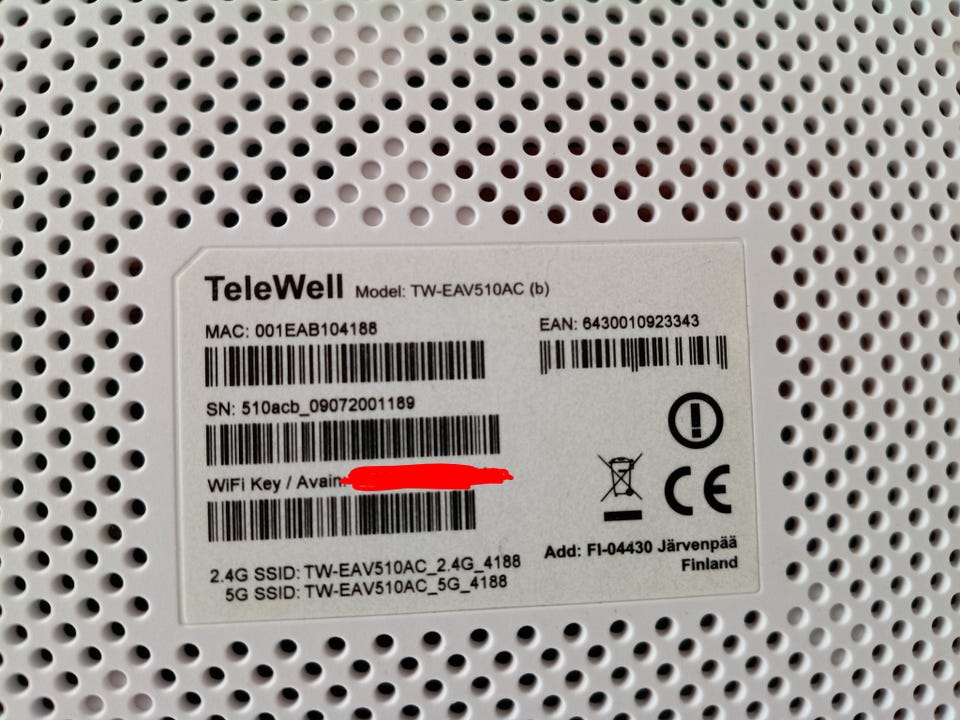 TeleWell Model: TW-EAV510AC (b)
MAC: 001EAB104188
EAN: 6430010923343
SN: 510acb_09072001189
WiFi Key / Avain:
CE
2.4G SSID: TW-EAV510AC_2.4G_4188
5G SSID: TW-EAV510AC_5G_4188
Add: FI-04430 Järvenpää
Finland